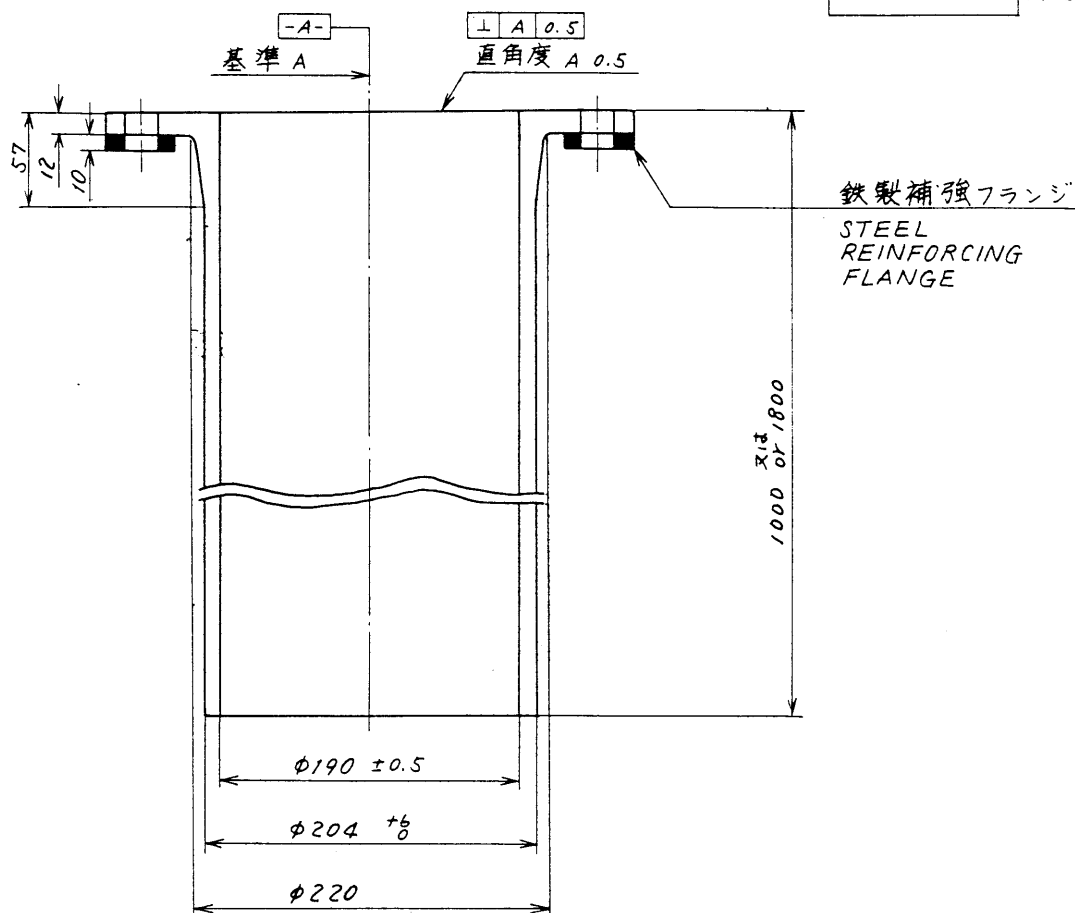 -A-
基準 A
⊥ A 0.5
直角度 A 0.5
57
12
10
鉄製補強フランジ
STEEL
REINFORCING
FLANGE
又は
1000 or 1800
φ190 ±0.5
φ204 +6 0
φ220